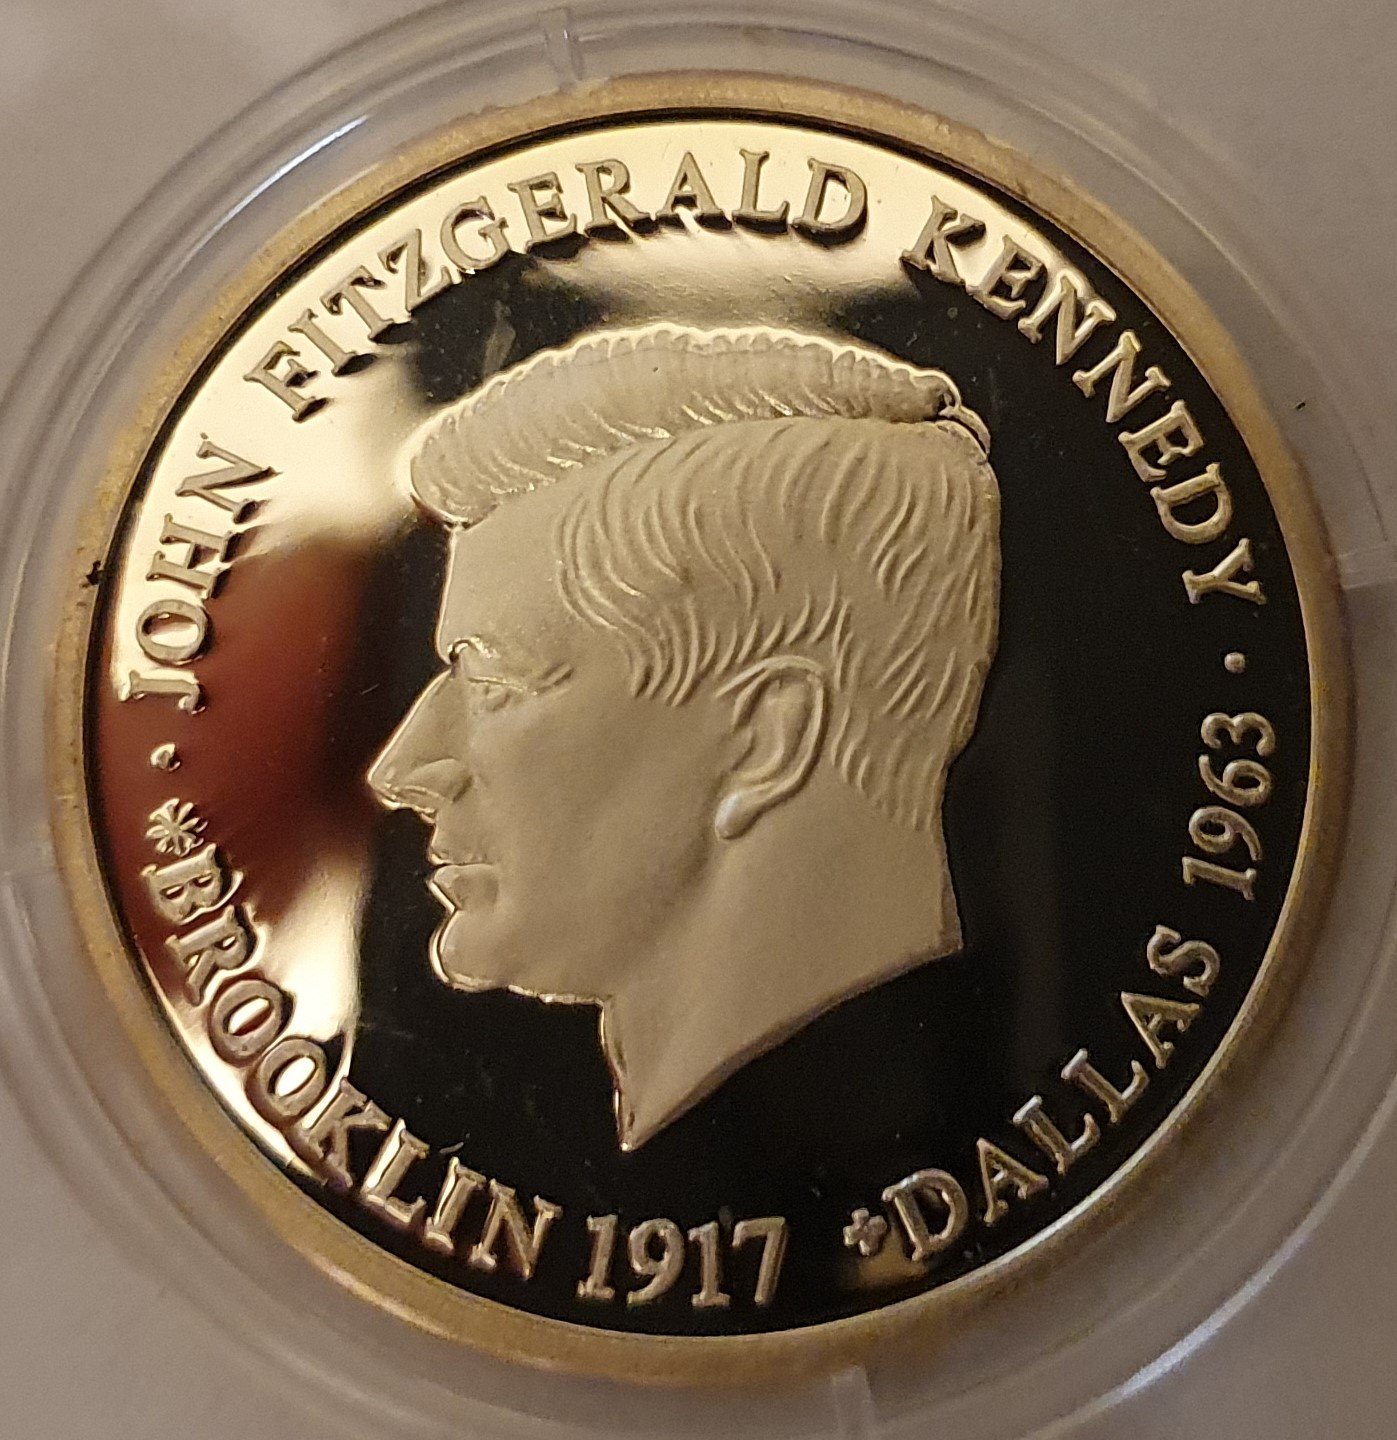 · JOHN FITZGERALD KENNEDY ·
*BROOKLIN 1917 ✝DALLAS 1963